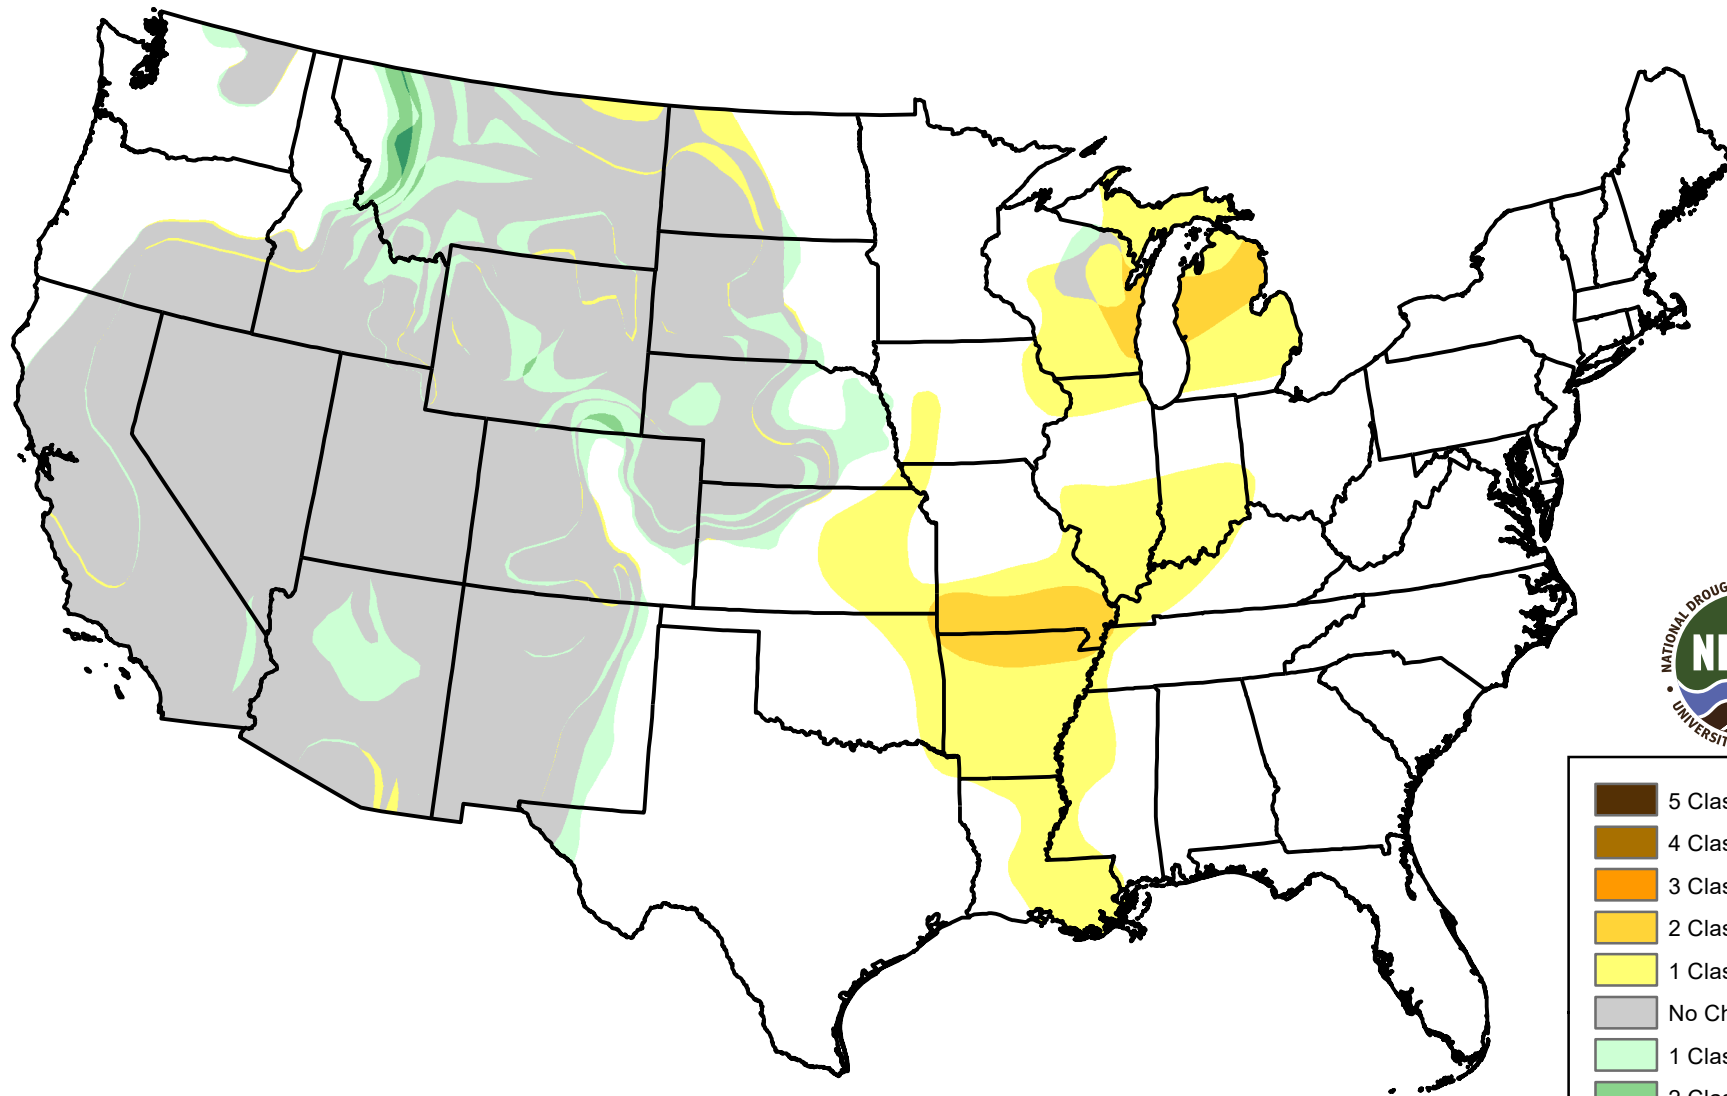 NATIONAL DROUG
UNIVERSIT
5 Clas
4 Clas
3 Clas
2 Clas
1 Clas
No Ch
1 Clas